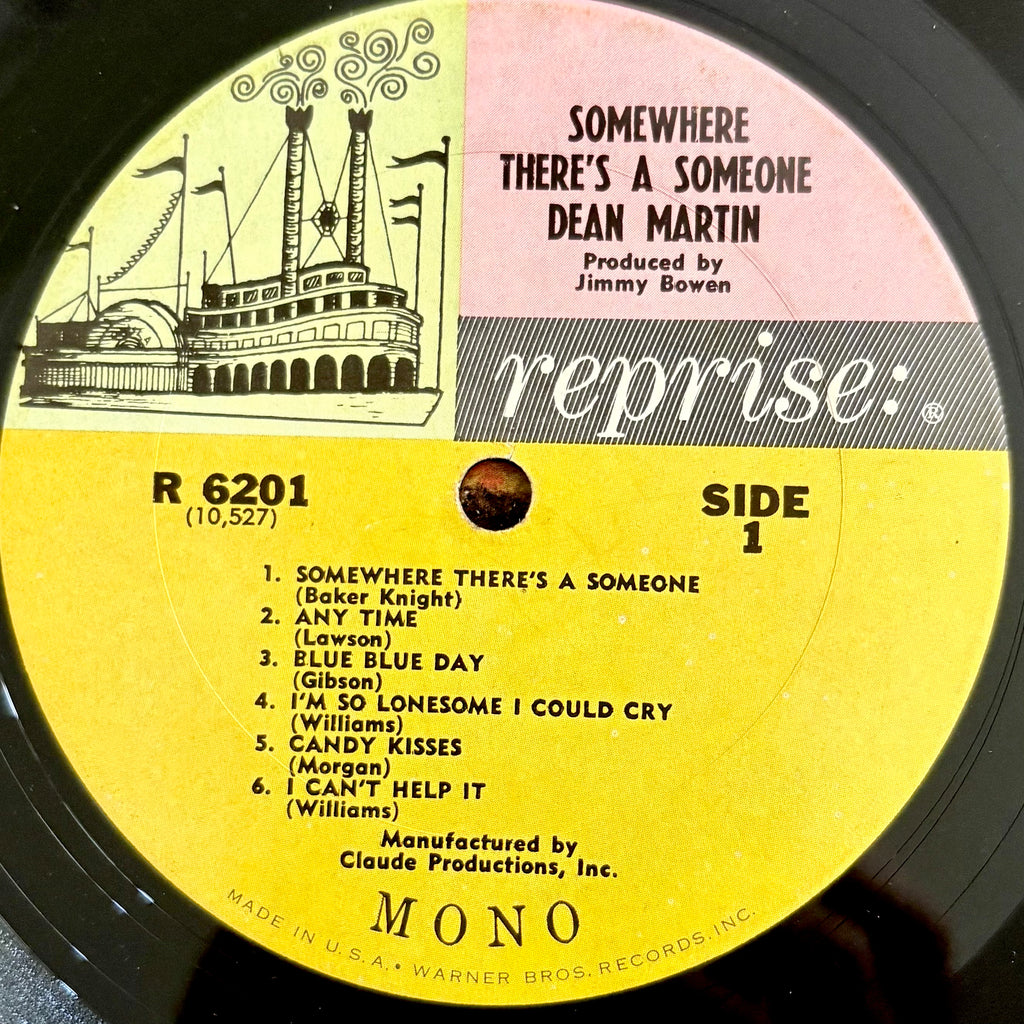 SOMEWHERE
THERE'S A SOMEONE
DEAN MARTIN
Produced by
Jimmy Bowen
reprise: ®
R 6201
(10,527)
SIDE
1
1. SOMEWHERE THERE'S A SOMEONE
(Baker Knight)
2. ANY TIME
(Lawson)
3. BLUE BLUE DAY
(Gibson)
4. I'M SO LONESOME I COULD CRY
(Williams)
5. CANDY KISSES
(Morgan)
6. I CAN'T HELP IT
(Williams)
Manufactured by
Claude Productions, Inc.
MONO
MADE IN U.S.A. • WARNER BROS. RECORDS, INC.